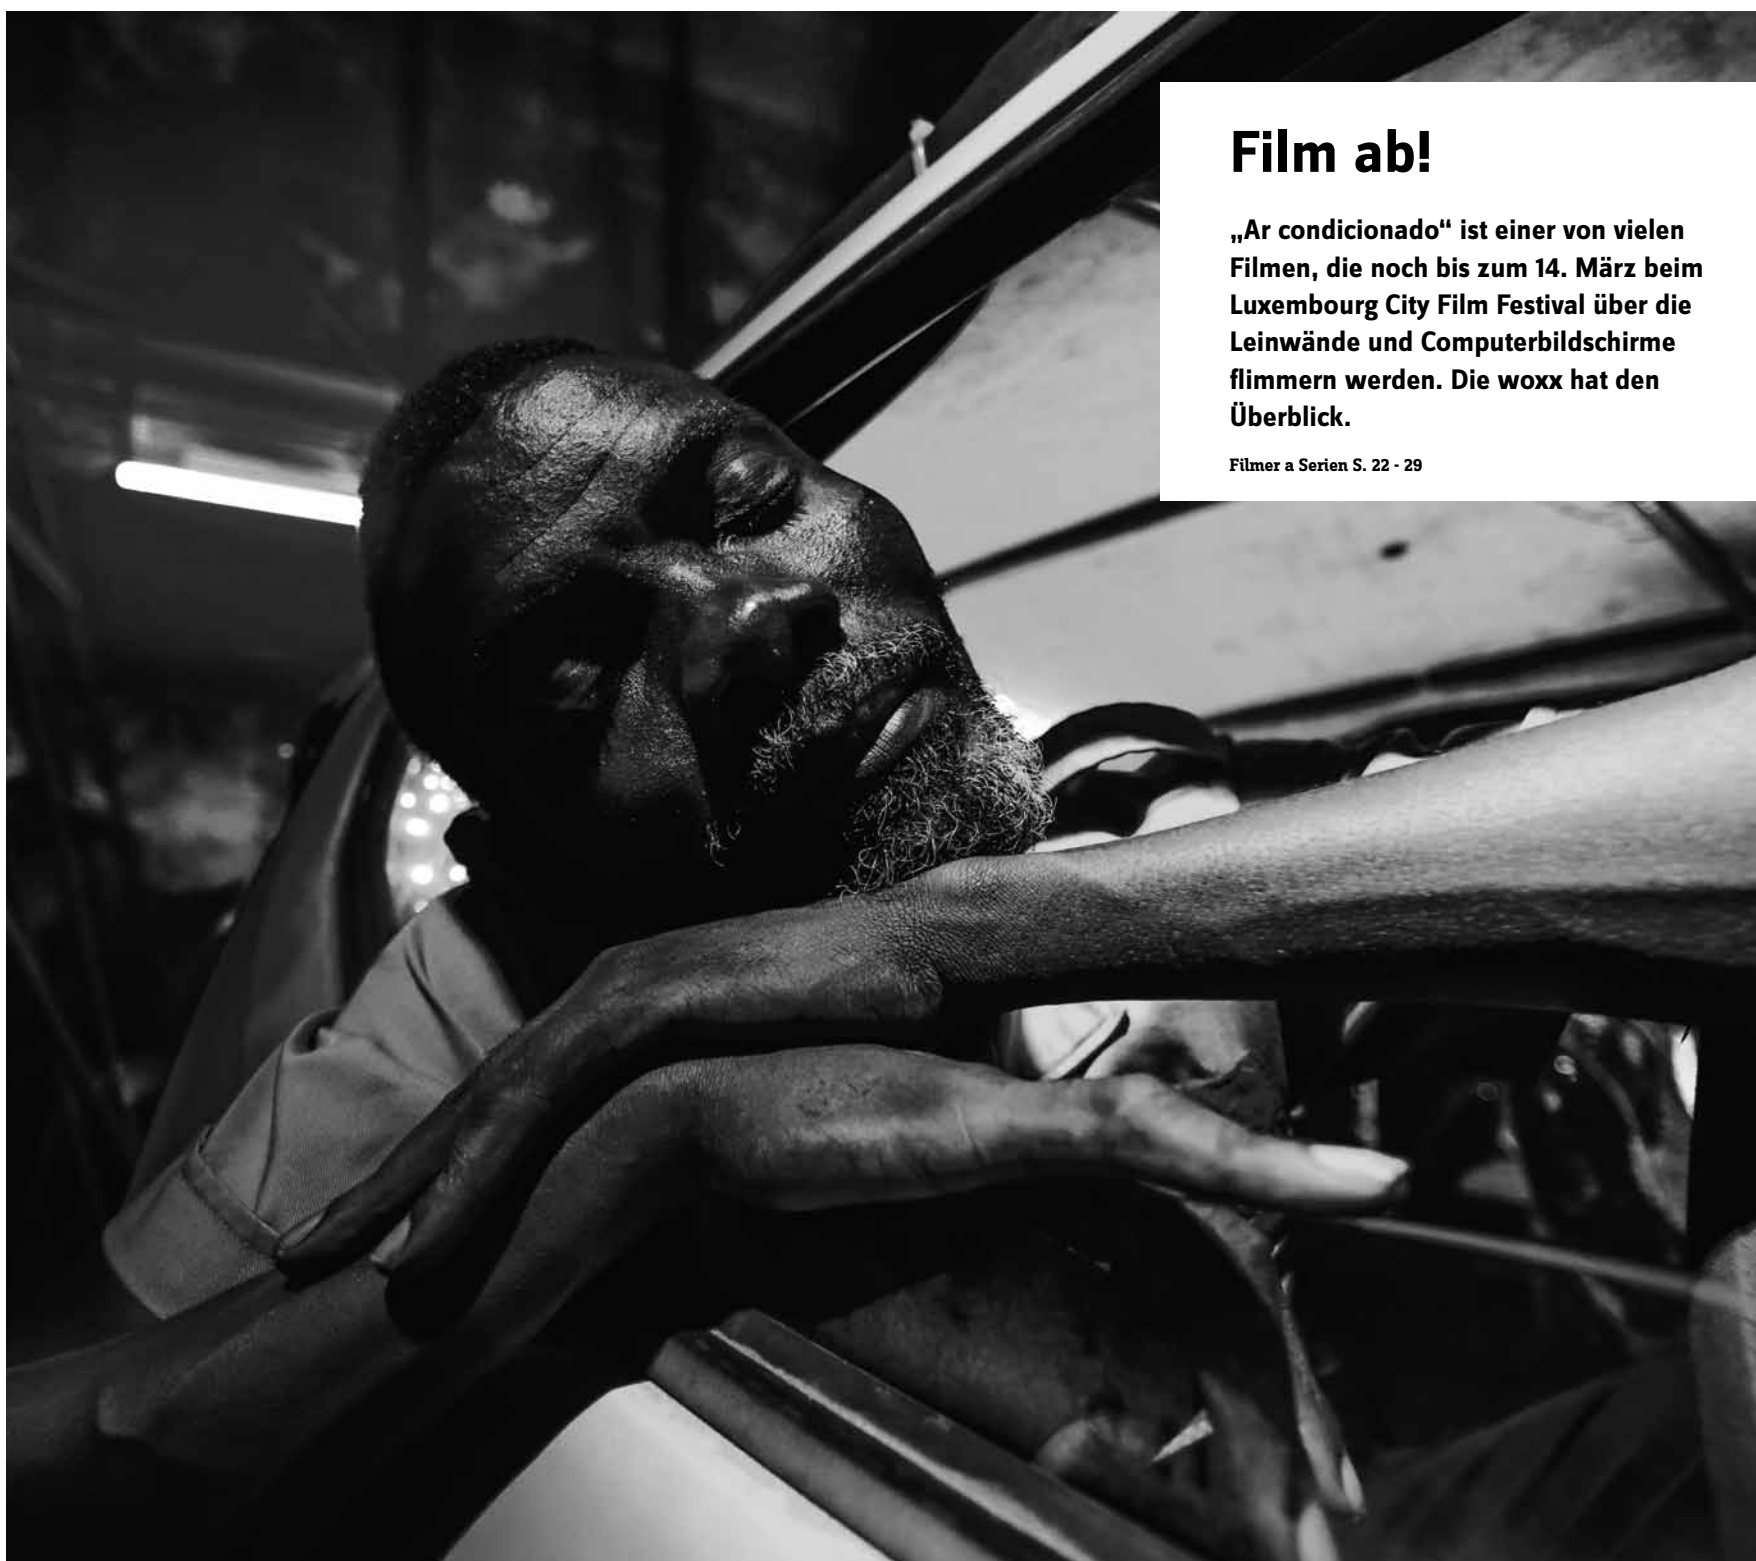 Film ab!
„Ar condicionado“ ist einer von vielen
Filmen, die noch bis zum 14. März beim
Luxembourg City Film Festival über die
Leinwände und Computerbildschirme
flimmern werden. Die woxx hat den
Überblick.
Filmer a Serien S. 22 - 29